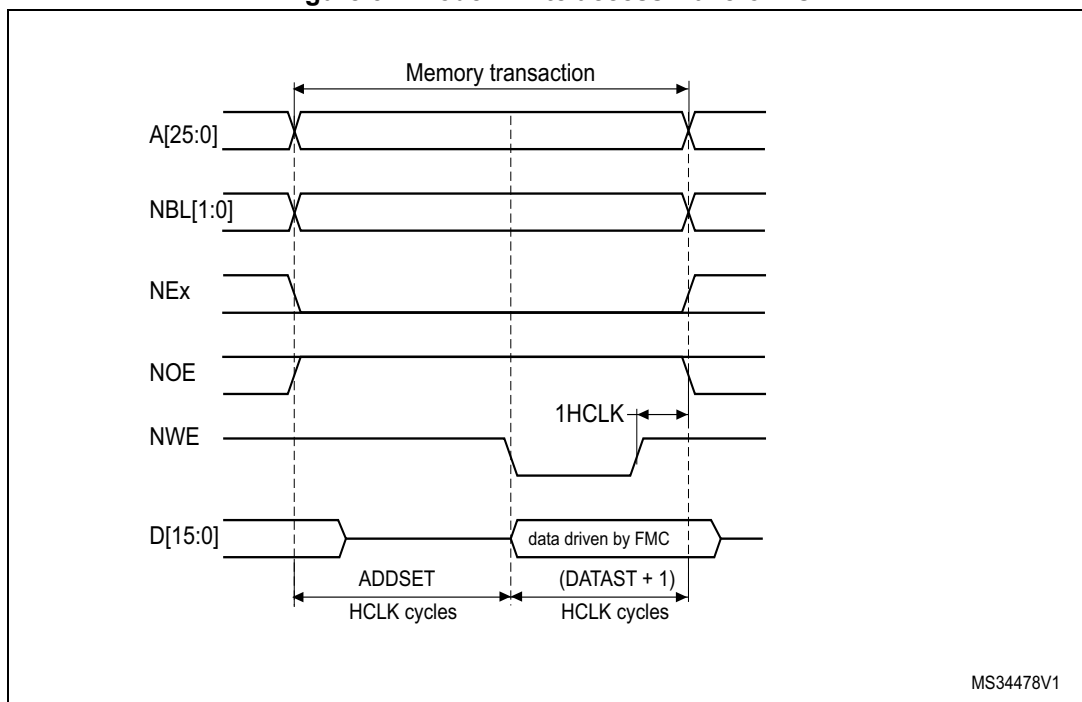 Memory transaction
A[25:0]
NBL[1:0]
NEx
NOE
1HCLK
NWE
D[15:0]
data driven by FMC
ADDSET
(DATAST + 1)
HCLK cycles
HCLK cycles
MS34478V1